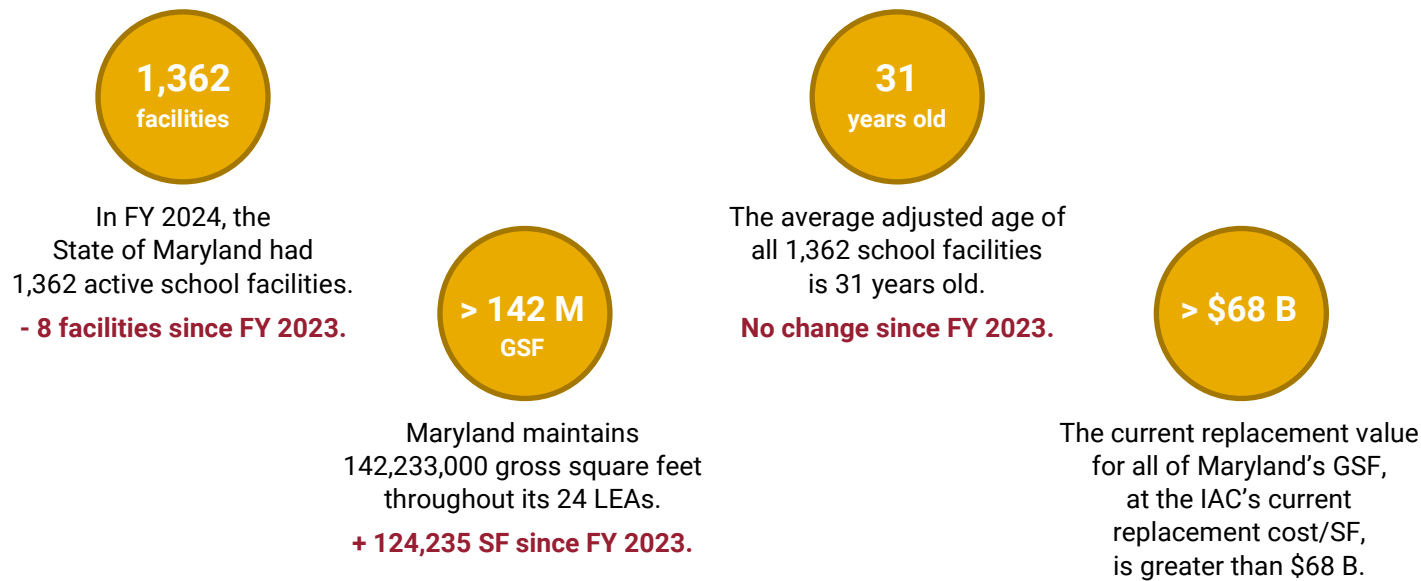 1,362
facilities
In FY 2024, the
State of Maryland had
1,362 active school facilities.
- 8 facilities since FY 2023.
> 142 M
GSF
Maryland maintains
142,233,000 gross square feet
throughout its 24 LEAs.
+ 124,235 SF since FY 2023.
31
years old
The average adjusted age of
all 1,362 school facilities
is 31 years old.
No change since FY 2023.
> $68 B
The current replacement value
for all of Maryland’s GSF,
at the IAC’s current
replacement cost/SF,
is greater than $68 B.